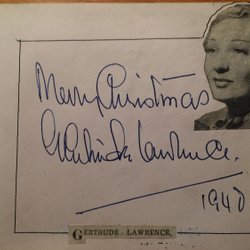 Merry Christmas
Gertrude Lawrence.
1940
GERTRUDE LAWRENCE,